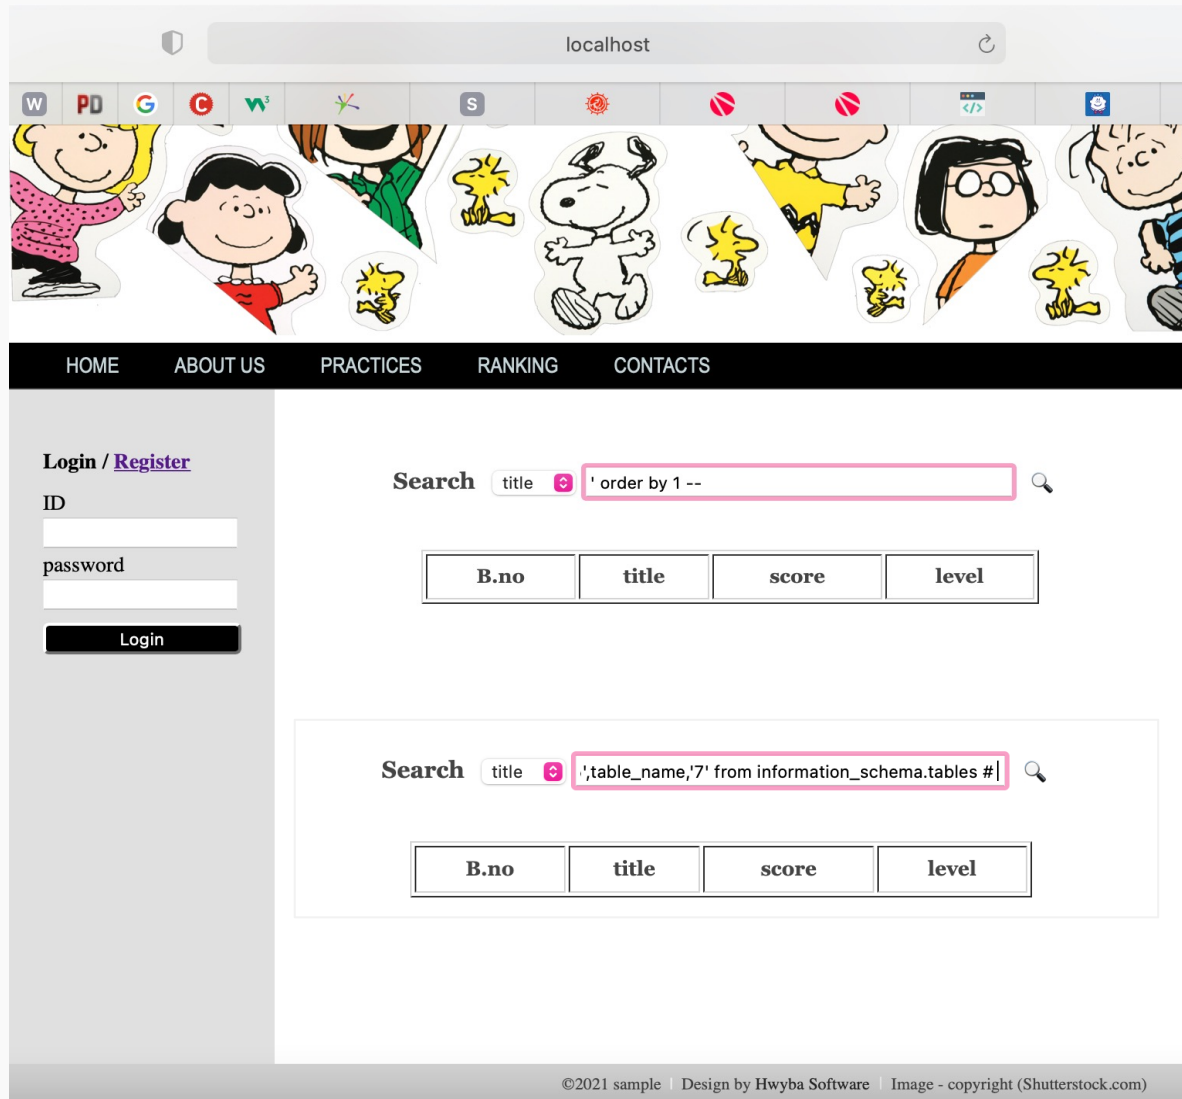 localhost
W PD G C W3 S </>
HOME ABOUT US PRACTICES RANKING CONTACTS
Login / Register
ID
password
Login
Search title ' order by 1 --
B.no title score level
Search title ',table_name,'7' from information_schema.tables #
B.no title score level
©2021 sample | Design by Hwyba Software | Image - copyright (Shutterstock.com)